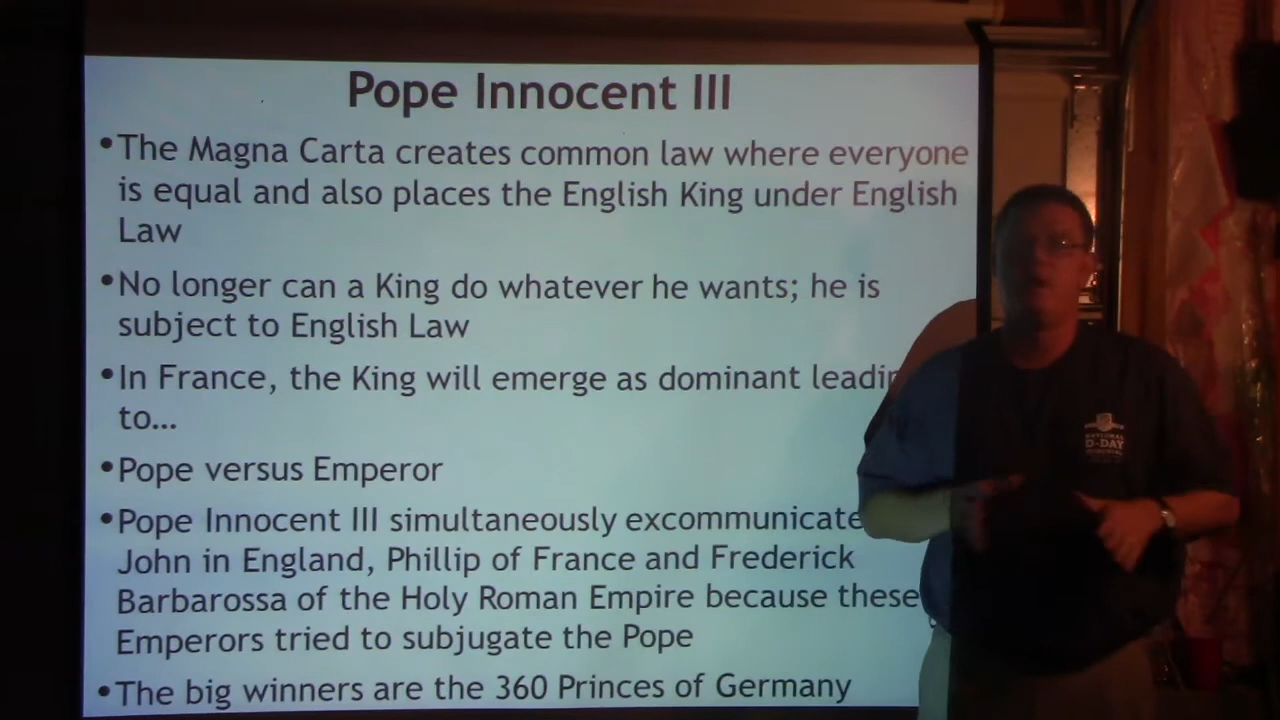 Pope Innocent III
•The Magna Carta creates common law where everyone
is equal and also places the English King under English
Law
•No longer can a King do whatever he wants; he is
subject to English Law
•In France, the King will emerge as dominant leadin
to...
•Pope versus Emperor
•Pope Innocent III simultaneously excommunicate
John in England, Phillip of France and Frederick
Barbarossa of the Holy Roman Empire because these
Emperors tried to subjugate the Pope
•The big winners are the 360 Princes of Germany
NATIONAL
D-DAY